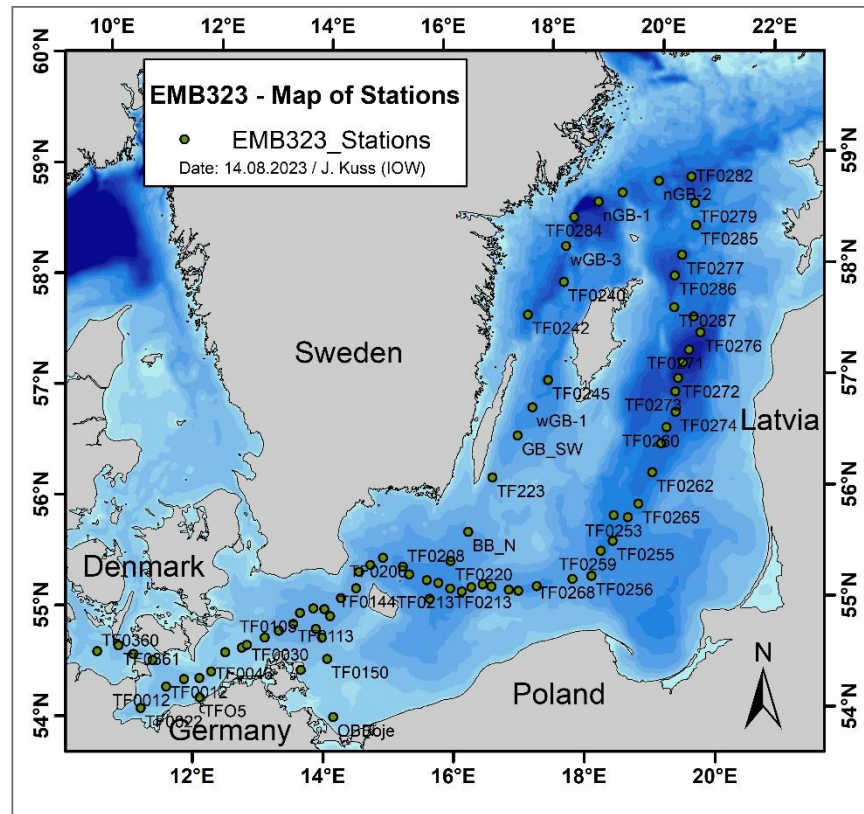 10°E 12°E 14°E 16°E 18°E 20°E 22°E
60°N
EMB323 - Map of Stations
EMB323_Stations
Date: 14.08.2023 / J. Kuss (IOW)
59°N
59°N
TF0282
nGB-2
nGB-1
TF0279
TF0284
TF0285
wGB-3
58°N
58°N
TF0277
TF0240
TF0286
TF0242
TF0287
TF0276
Sweden
TF0271
57°N
57°N
TF0245
TF0272
wGB-1
TF0273
TF0274
Latvia
GB_SW
TF0260
TF223
TF0262
56°N
56°N
TF0265
BB_N
TF0253
TF0255
Denmark
TF0208
TF0259
TF0220
TF0256
TF0144
TF0213
TF0213
TF0268
55°N
55°N
TF0113
TF0360
TF0361
TF0030
TF0150
TF0046
Poland
N
TF0012
TF0012
TFO5
54°N
54°N
TF0022
Germany
OBBoje
12°E 14°E 16°E 18°E 20°E